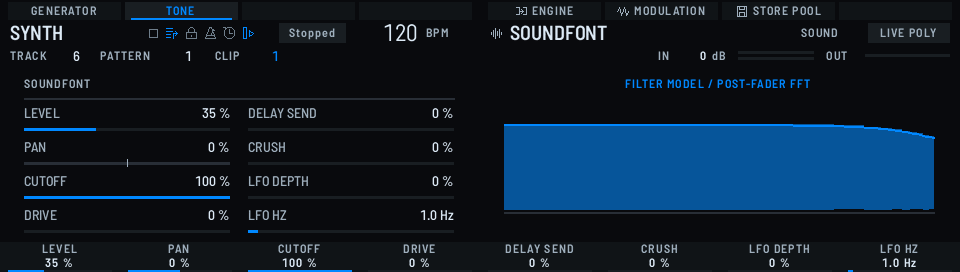 GENERATOR TONE ENGINE MODULATION STORE POOL
SYNTH Stopped 120 BPM SOUNDFONT SOUND LIVE POLY
TRACK 6 PATTERN 1 CLIP 1 IN 0 dB OUT
SOUNDFONT FILTER MODEL / POST-FADER FFT
LEVEL 35 % DELAY SEND 0 %
PAN 0 % CRUSH 0 %
CUTOFF 100 % LFO DEPTH 0 %
DRIVE 0 % LFO HZ 1.0 Hz
LEVEL PAN CUTOFF DRIVE DELAY SEND CRUSH LFO DEPTH LFO HZ
35 % 0 % 100 % 0 % 0 % 0 % 0 % 1.0 Hz